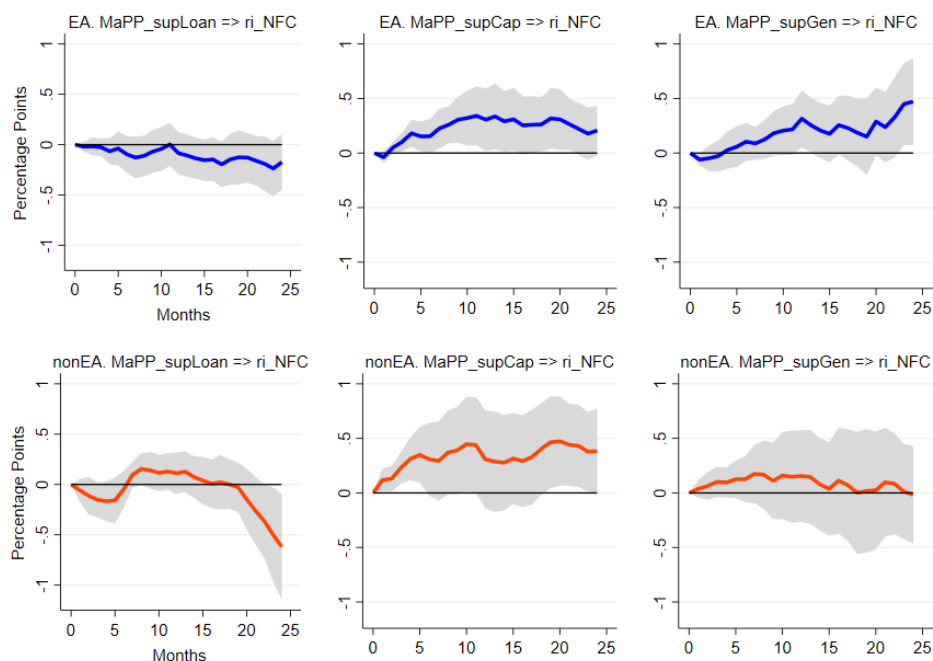 EA. MaPP_supLoan => ri_NFC
Percentage Points
1
.5
0
-.5
-1
0 5 10 15 20 25
Months
EA. MaPP_supCap => ri_NFC
1
.5
0
-.5
-1
0 5 10 15 20 25
EA. MaPP_supGen => ri_NFC
1
.5
0
-.5
-1
0 5 10 15 20 25
nonEA. MaPP_supLoan => ri_NFC
Percentage Points
1
.5
0
-.5
-1
0 5 10 15 20 25
Months
nonEA. MaPP_supCap => ri_NFC
1
.5
0
-.5
-1
0 5 10 15 20 25
nonEA. MaPP_supGen => ri_NFC
1
.5
0
-.5
-1
0 5 10 15 20 25